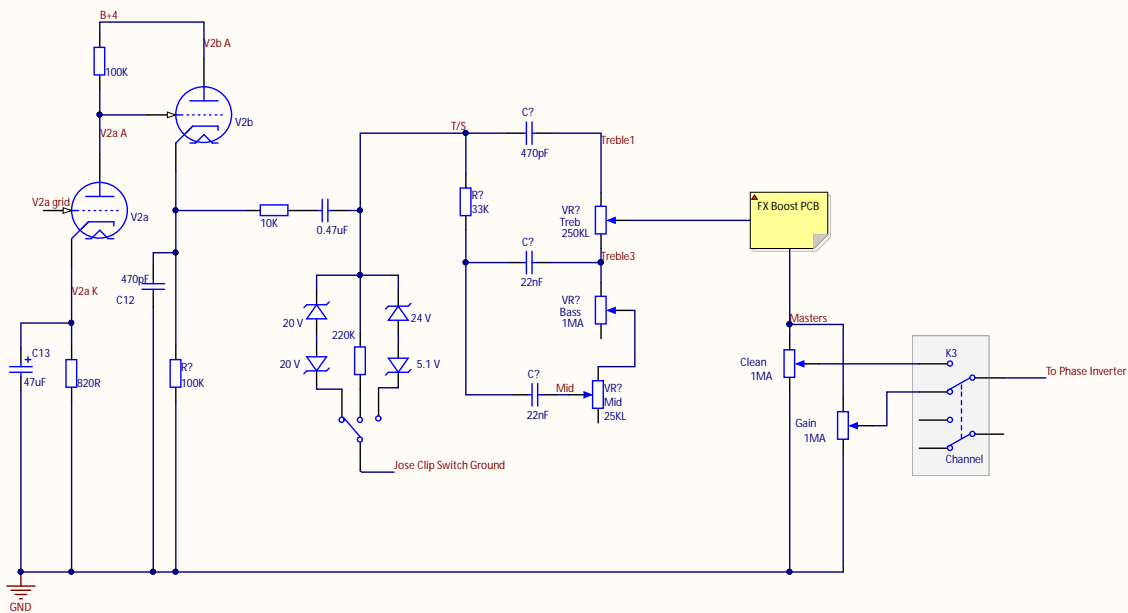 B+4
V2b A
100K
V2b
V2a A
V2a grid
V2a
10K
0.47uF
470pF
C12
V2a K
C13
+
47uF
820R
R?
100K
20 V
24 V
220K
20 V
5.1 V
Jose Clip Switch Ground
T/S
C?
470pF
Treble1
R?
33K
VR?
Treb
250KL
C?
22nF
Treble3
VR?
Bass
1MA
C?
22nF
Mid
VR?
Mid
25KL
FX Boost PCB
Masters
Clean
1MA
Gain
1MA
K3
Channel
To Phase Inverter
GND